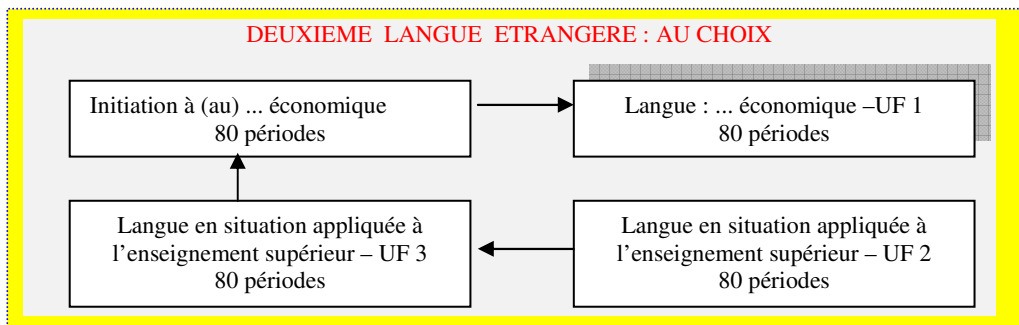 DEUXIEME LANGUE ETRANGERE : AU CHOIX
Initiation à (au) ... économique
80 périodes
Langue : ... économique –UF 1
80 périodes
Langue en situation appliquée à
l’enseignement supérieur – UF 3
80 périodes
Langue en situation appliquée à
l’enseignement supérieur – UF 2
80 périodes